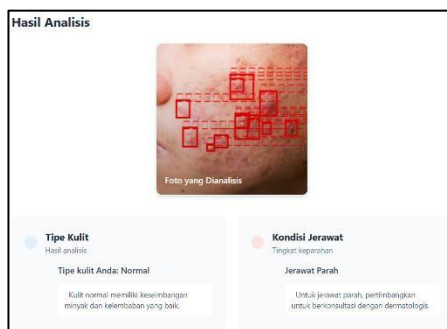 Hasil Analisis
Foto yang Dianalisis
Tipe Kulit
Hasil analisis
Tipe kulit Anda: Normal
Kulit normal memiliki keseimbangan
minyak dan kelembaban yang baik.
Kondisi Jerawat
Tingkat keparahan
Jerawat Parah
Untuk jerawat parah, pertimbangkan
untuk berkonsultasi dengan dermatologis.